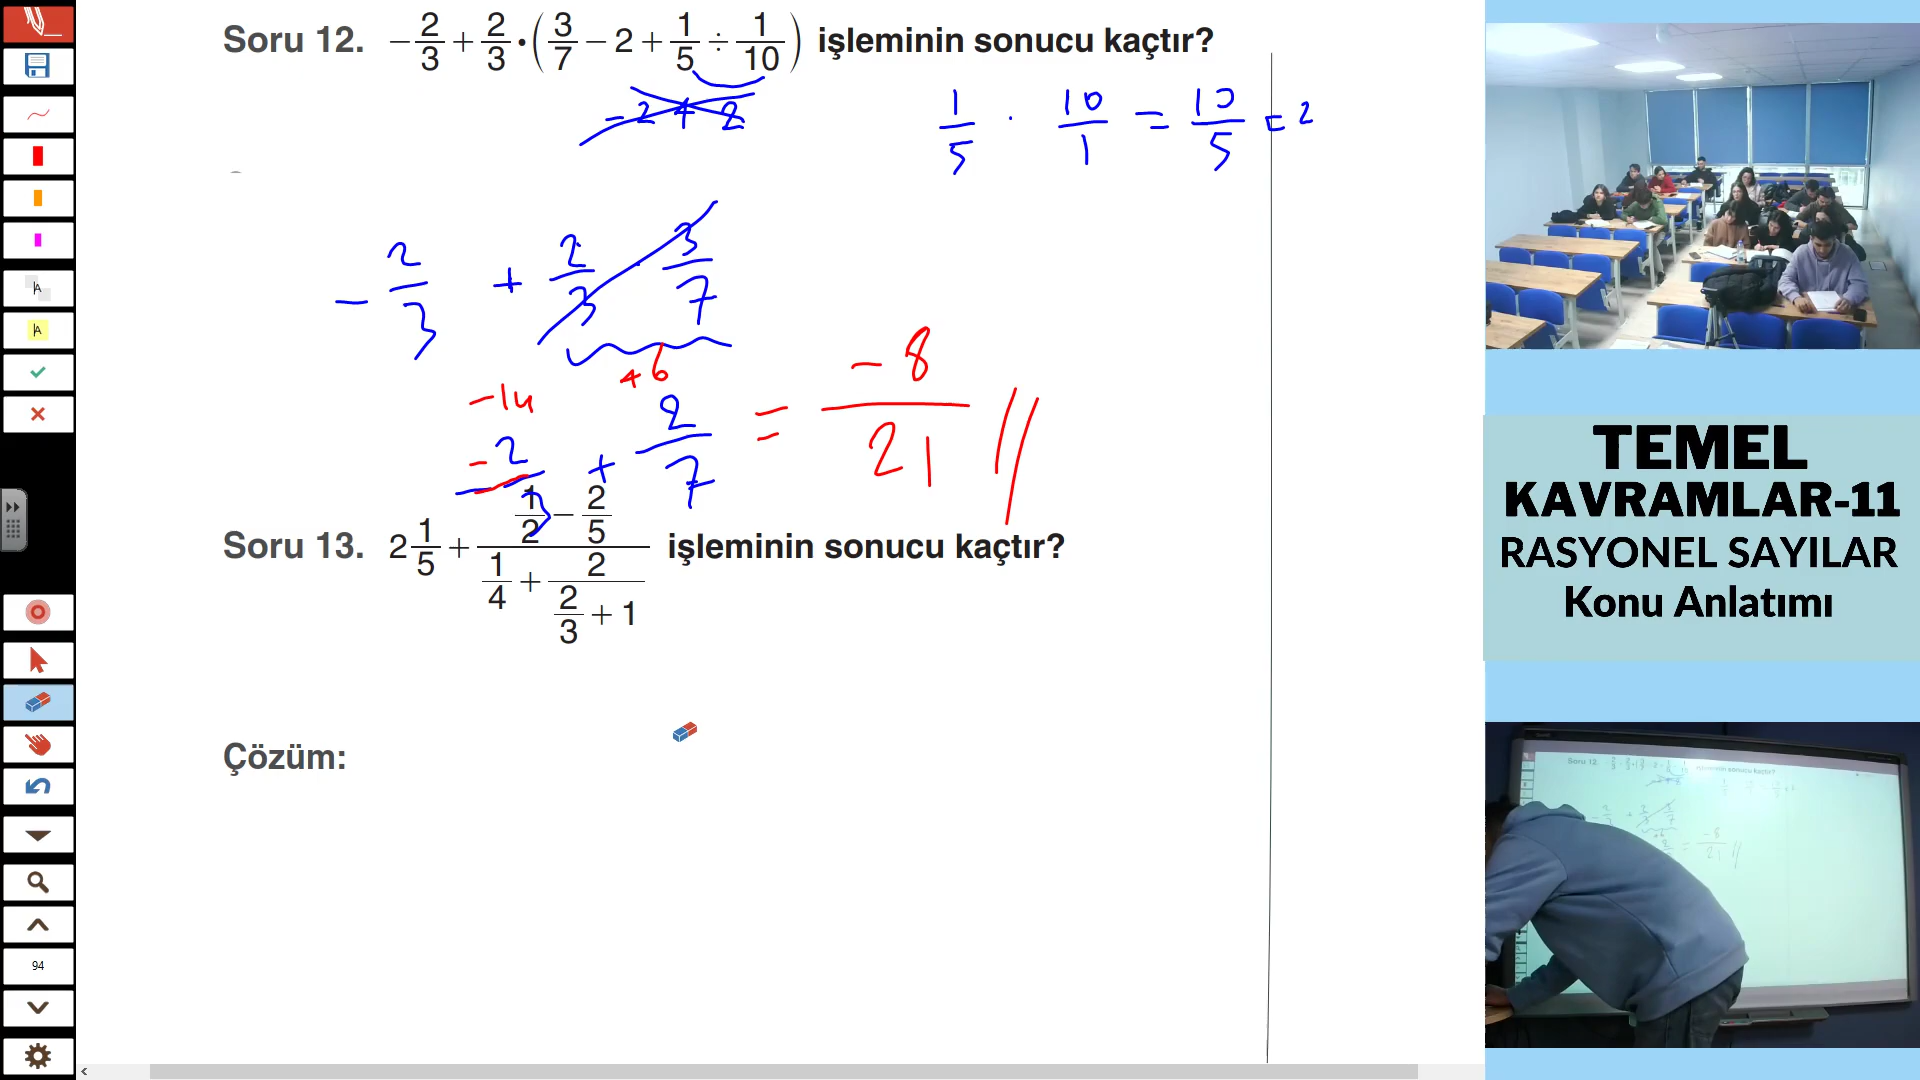 Soru 12. -2/3 + 2/3 • (3/7 - 2 + 1/5 ÷ 1/10) işleminin sonucu kaçtır?
-2 + 2
1/5 · 10/1 = 10/5 = 2
- 2/3 + 2/3 3/7
-14 +6
-2/3 + 2/7 = -8/21 //
Soru 13. 2 1/5 + (1/2 - 2/5)/(1/4 + 2/(2/3 + 1)) işleminin sonucu kaçtır?
Çözüm:
94
TEMEL
KAVRAMLAR-11
RASYONEL SAYILAR
Konu Anlatımı